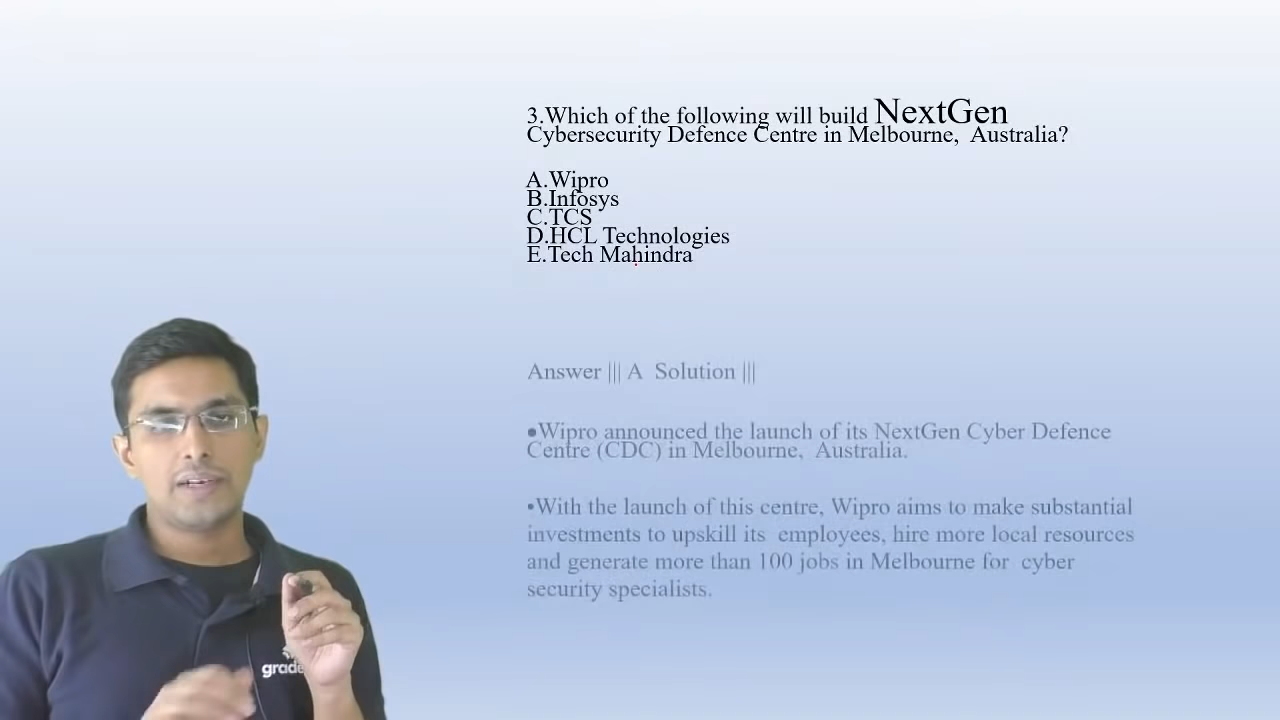 3.Which of the following will build NextGen
Cybersecurity Defence Centre in Melbourne, Australia?
A.Wipro
B.Infosys
C.TCS
D.HCL Technologies
E.Tech Mahindra
Answer ||| A Solution |||
●Wipro announced the launch of its NextGen Cyber Defence
Centre (CDC) in Melbourne, Australia.
•With the launch of this centre, Wipro aims to make substantial
investments to upskill its employees, hire more local resources
and generate more than 100 jobs in Melbourne for cyber
security specialists.
grade